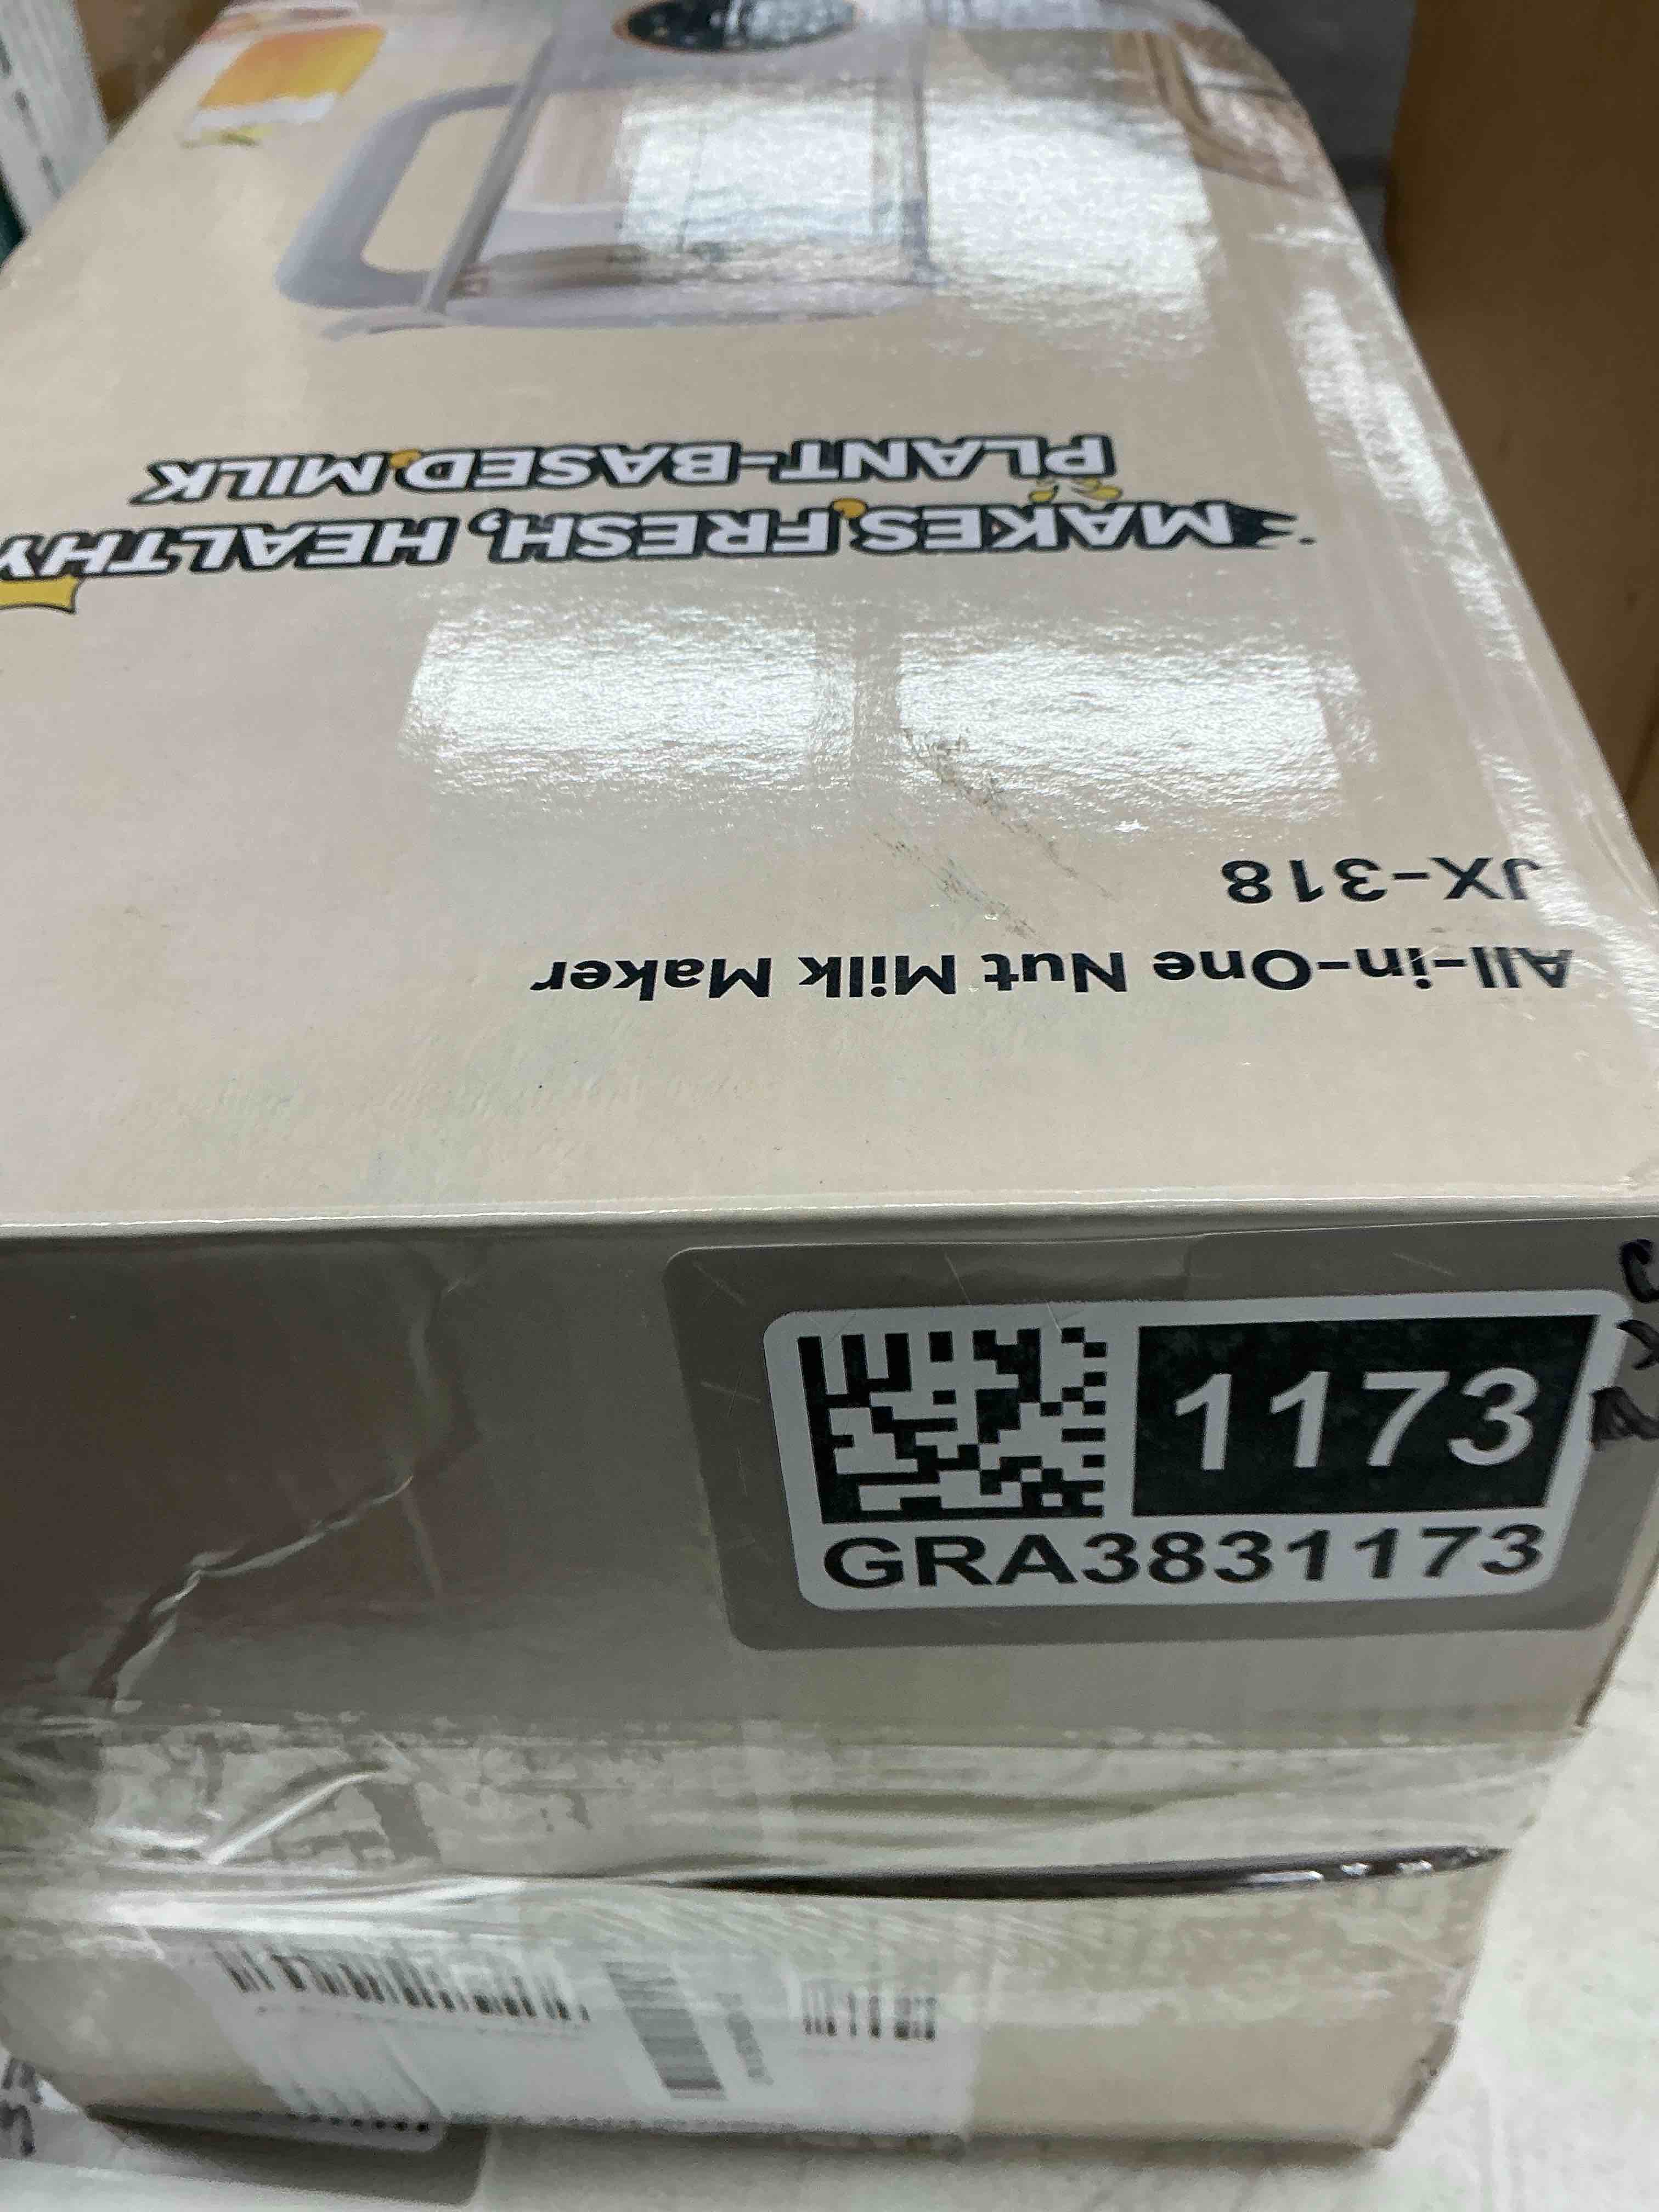 MAKES FRESH, HEALTHY
PLANT-BASED MILK
JX-318
All-in-One Nut Milk Maker
1173
GRA3831173